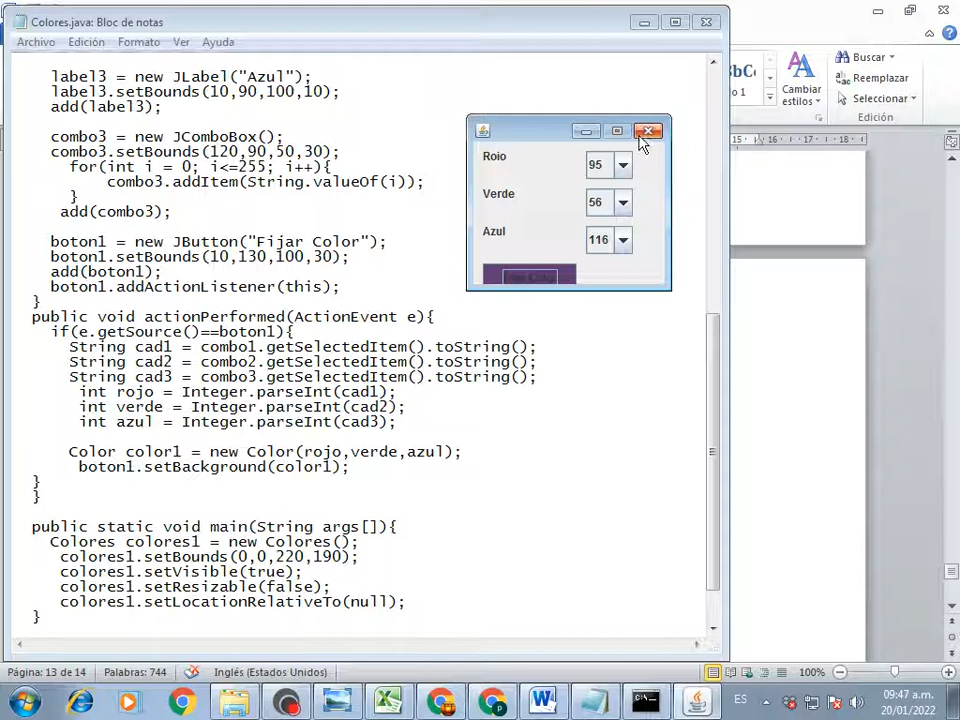 Colores.java: Bloc de notas
Archivo Edición Formato Ver Ayuda
label3 = new JLabel("Azul");
label3.setBounds(10,90,100,10);
add(label3);
combo3 = new JComboBox();
combo3.setBounds(120,90,50,30);
for(int i = 0; i<=255; i++){
combo3.addItem(String.valueOf(i));
}
add(combo3);
boton1 = new JButton("Fijar Color");
boton1.setBounds(10,130,100,30);
add(boton1);
boton1.addActionListener(this);
}
public void actionPerformed(ActionEvent e){
if(e.getSource()==boton1){
String cad1 = combo1.getSelectedItem().toString();
String cad2 = combo2.getSelectedItem().toString();
String cad3 = combo3.getSelectedItem().toString();
int rojo = Integer.parseInt(cad1);
int verde = Integer.parseInt(cad2);
int azul = Integer.parseInt(cad3);
Color color1 = new Color(rojo,verde,azul);
boton1.setBackground(color1);
}
}
public static void main(String args[]){
Colores colores1 = new Colores();
colores1.setBounds(0,0,220,190);
colores1.setVisible(true);
colores1.setResizable(false);
colores1.setLocationRelativeTo(null);
}
Roio 95
Verde 56
Azul 116
Cambiar estilos
Buscar
Reemplazar
Seleccionar
Edición
15 16 17 18
Página: 13 de 14 Palabras: 744 Inglés (Estados Unidos) 100%
ES 09:47 a.m.
20/01/2022